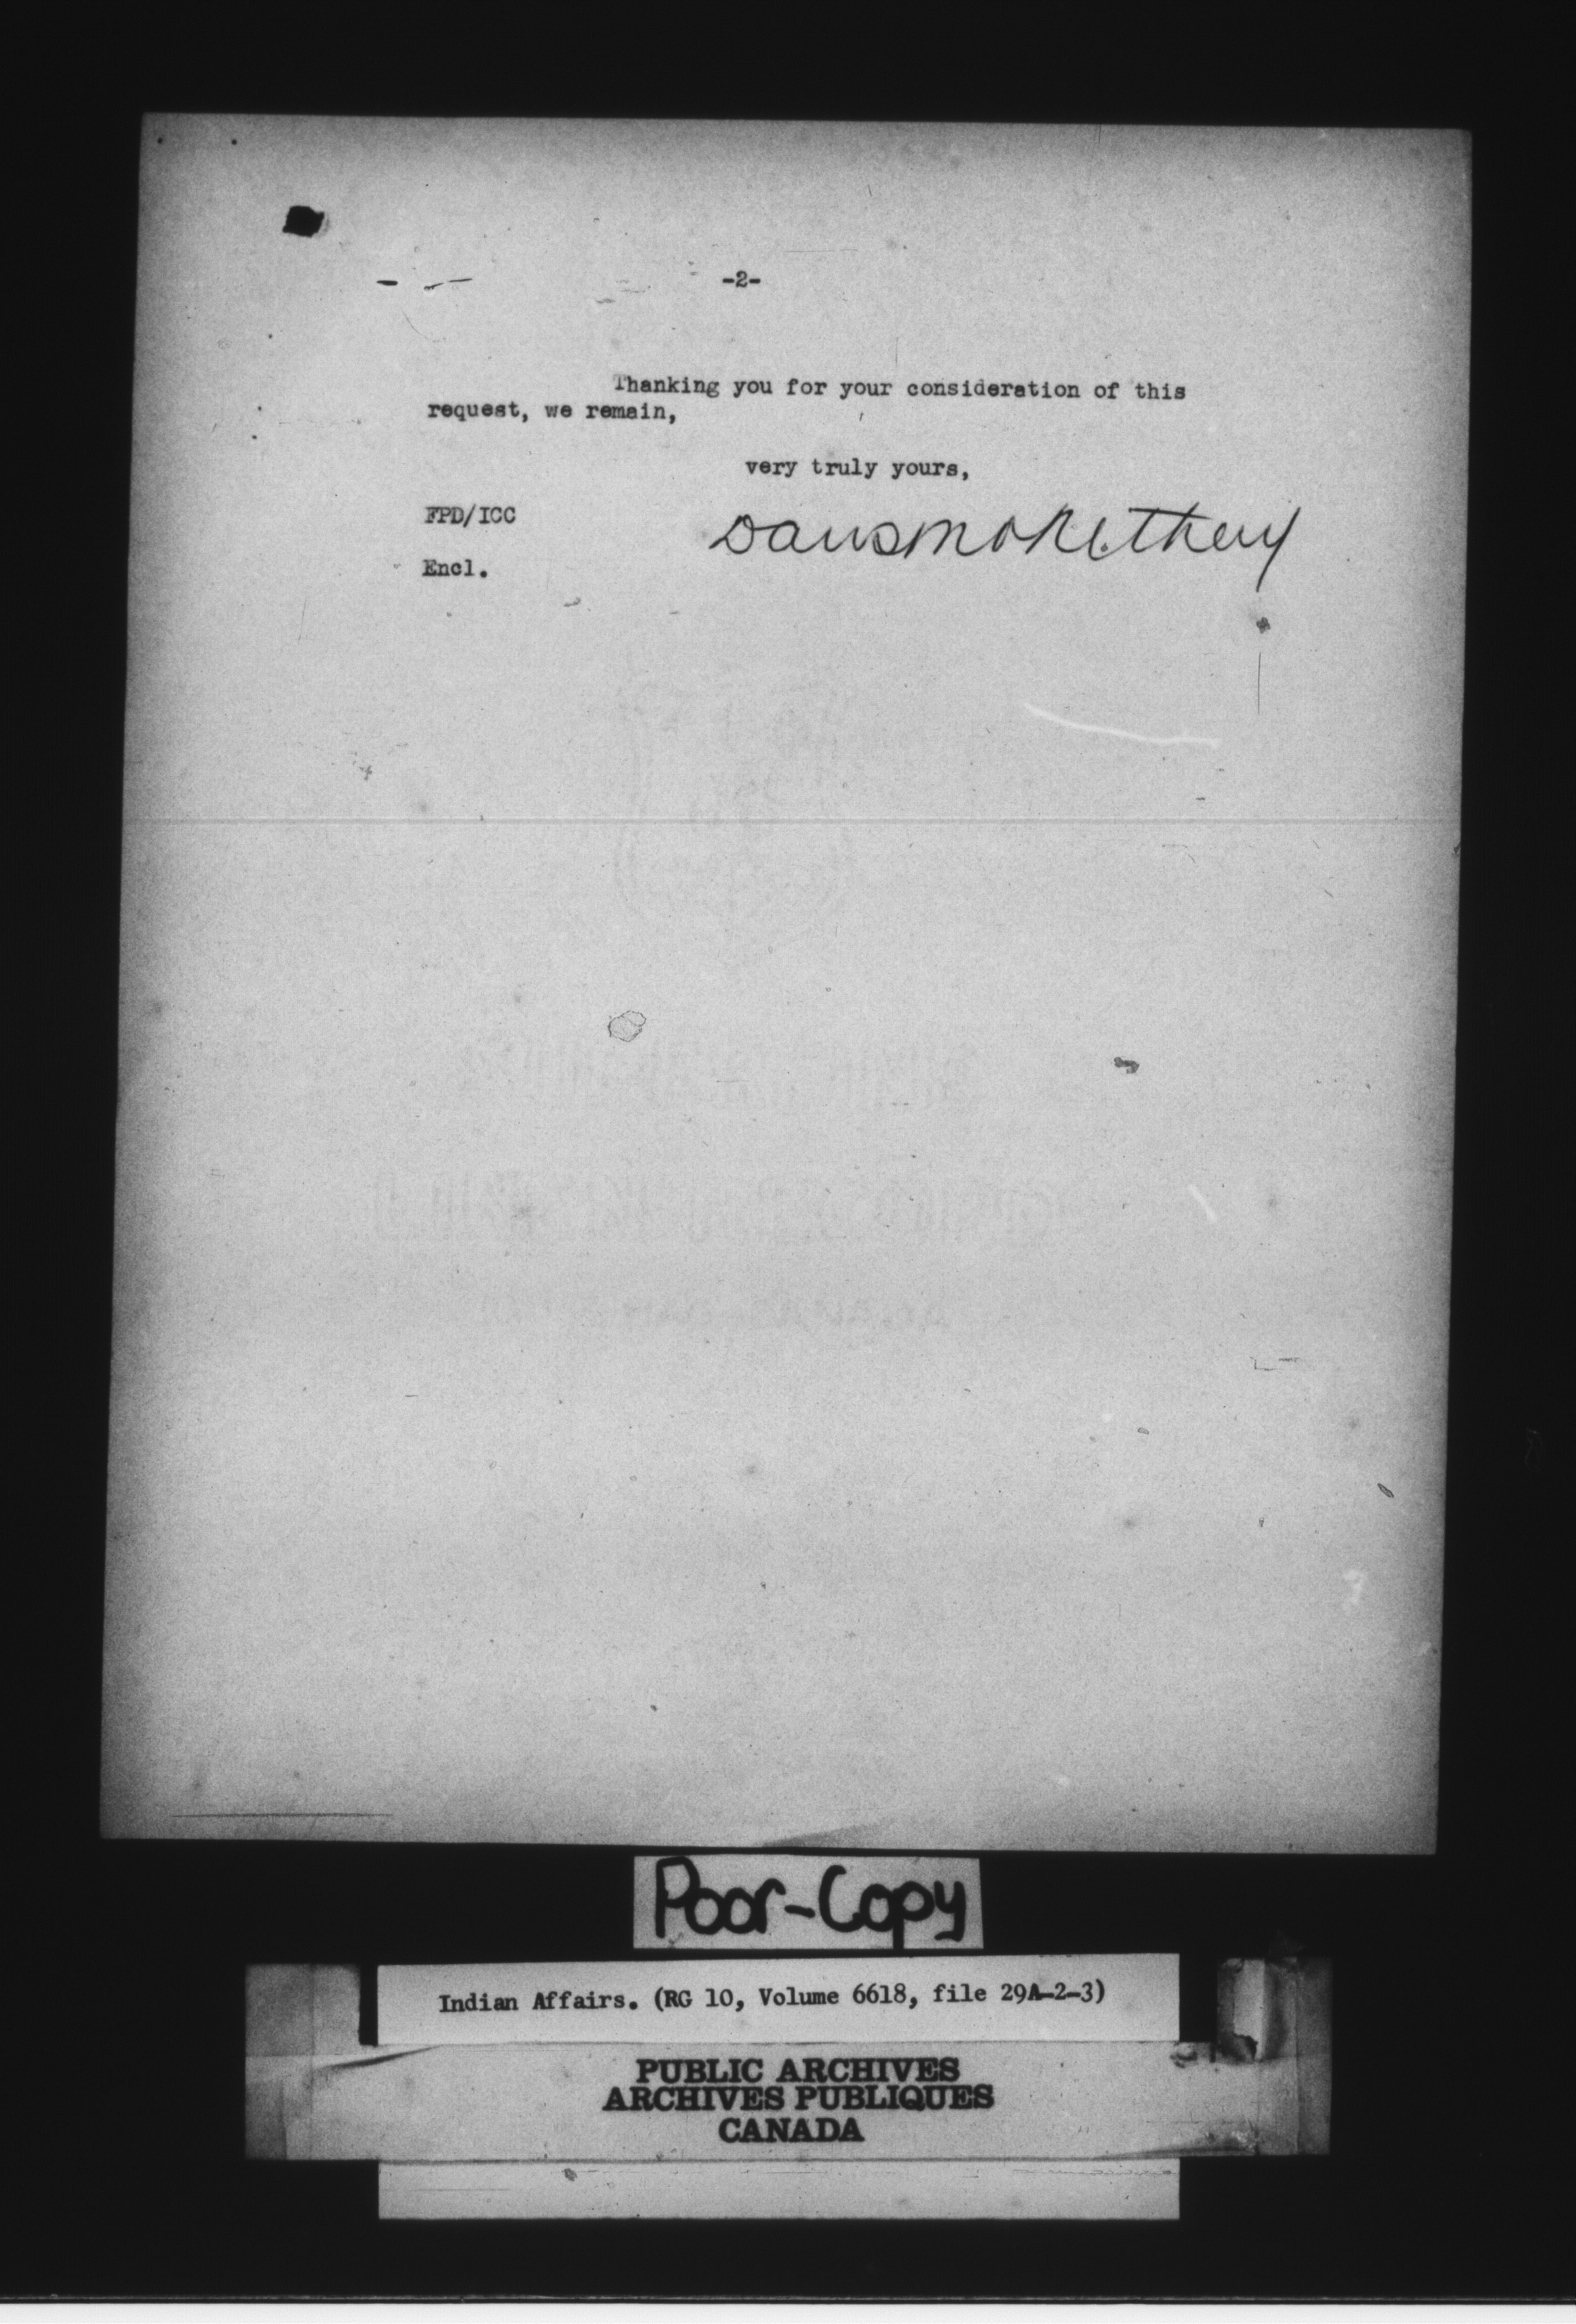 -2-
Thanking you for your consideration of this
request, we remain,
very truly yours,
FPD/ICC
Encl.
Poor-Copy
Indian Affairs. (RG 10, Volume 6618, file 29A-2-3)
PUBLIC ARCHIVES
ARCHIVES PUBLIQUES
CANADA